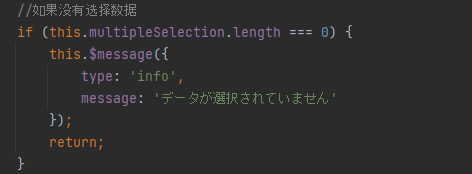 //如果没有选择数据
if (this.multipleSelection.length === 0) {
    this.$message({
        type: 'info',
        message: 'データが選択されていません'
    });
    return;
}